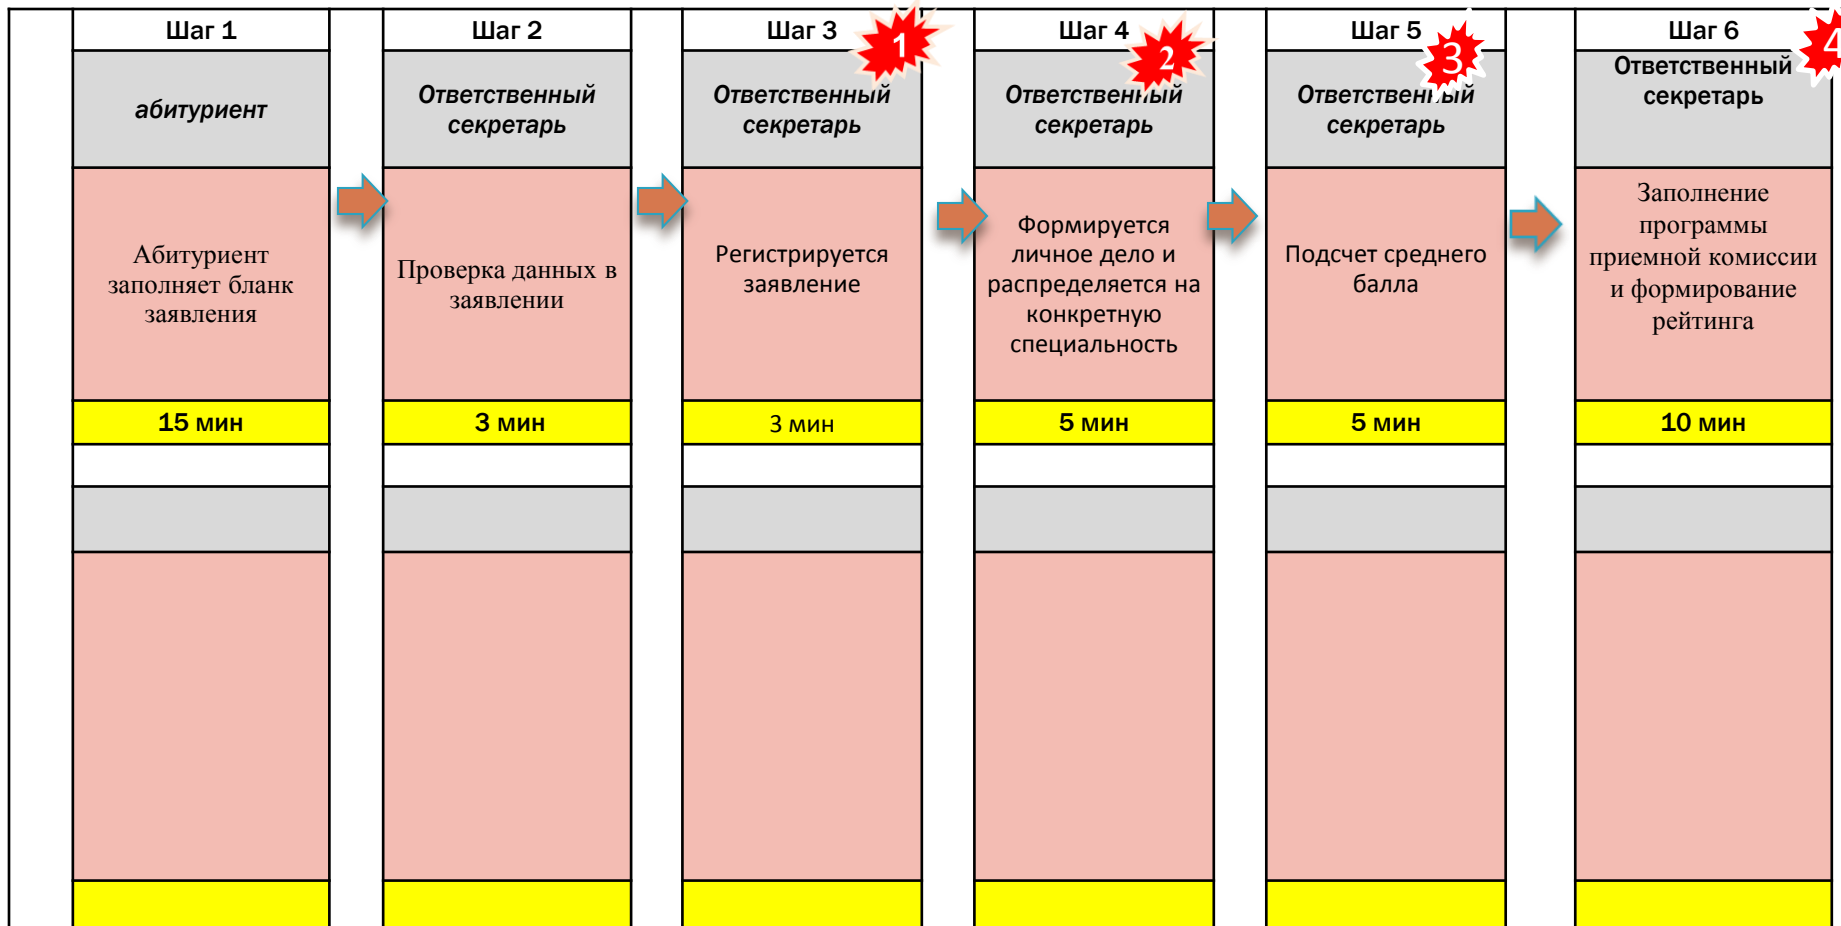 Шаг 1
Шаг 2
Шаг 3
1
Шаг 4
2
Шаг 5
3
Шаг 6
4
абитуриент
Ответственный
секретарь
Ответственный
секретарь
Ответственный
секретарь
Ответственный
секретарь
Ответственный
секретарь
Абитуриент
заполняет бланк
заявления
Проверка данных в
заявлении
Регистрируется
заявление
Формируется
личное дело и
распределяется на
конкретную
специальность
Подсчет среднего
балла
Заполнение
программы
приемной комиссии
и формирование
рейтинга
15 мин
3 мин
3 мин
5 мин
5 мин
10 мин